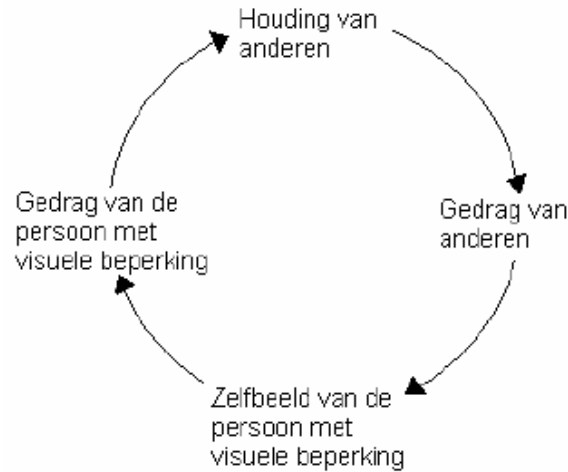 Houding van
anderen
Gedrag van
anderen
Zelfbeeld van de
persoon met
visuele beperking
Gedrag van de
persoon met
visuele beperking